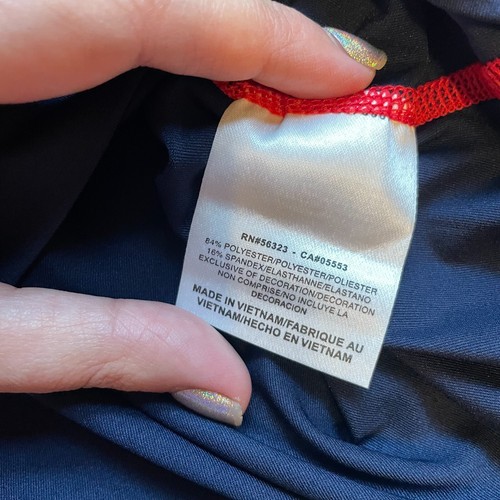 RN#56323 - CA#05553
84% POLYESTER/POLYESTER/POLIESTER
16% SPANDEX/ELASTHANNE/ELASTANO
EXCLUSIVE OF DECORATION/DECORATION
NON COMPRISE/NO INCLUYE LA
DECORACION
MADE IN VIETNAM/FABRIQUE AU
VIETNAM/HECHO EN VIETNAM